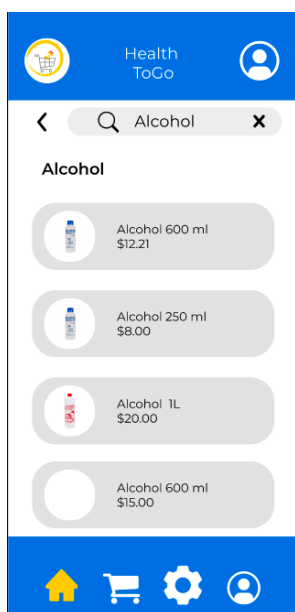 Health
ToGo
Alcohol
Alcohol
Alcohol 600 ml
$12.21
Alcohol 250 ml
$8.00
Alcohol 1L
$20.00
Alcohol 600 ml
$15.00